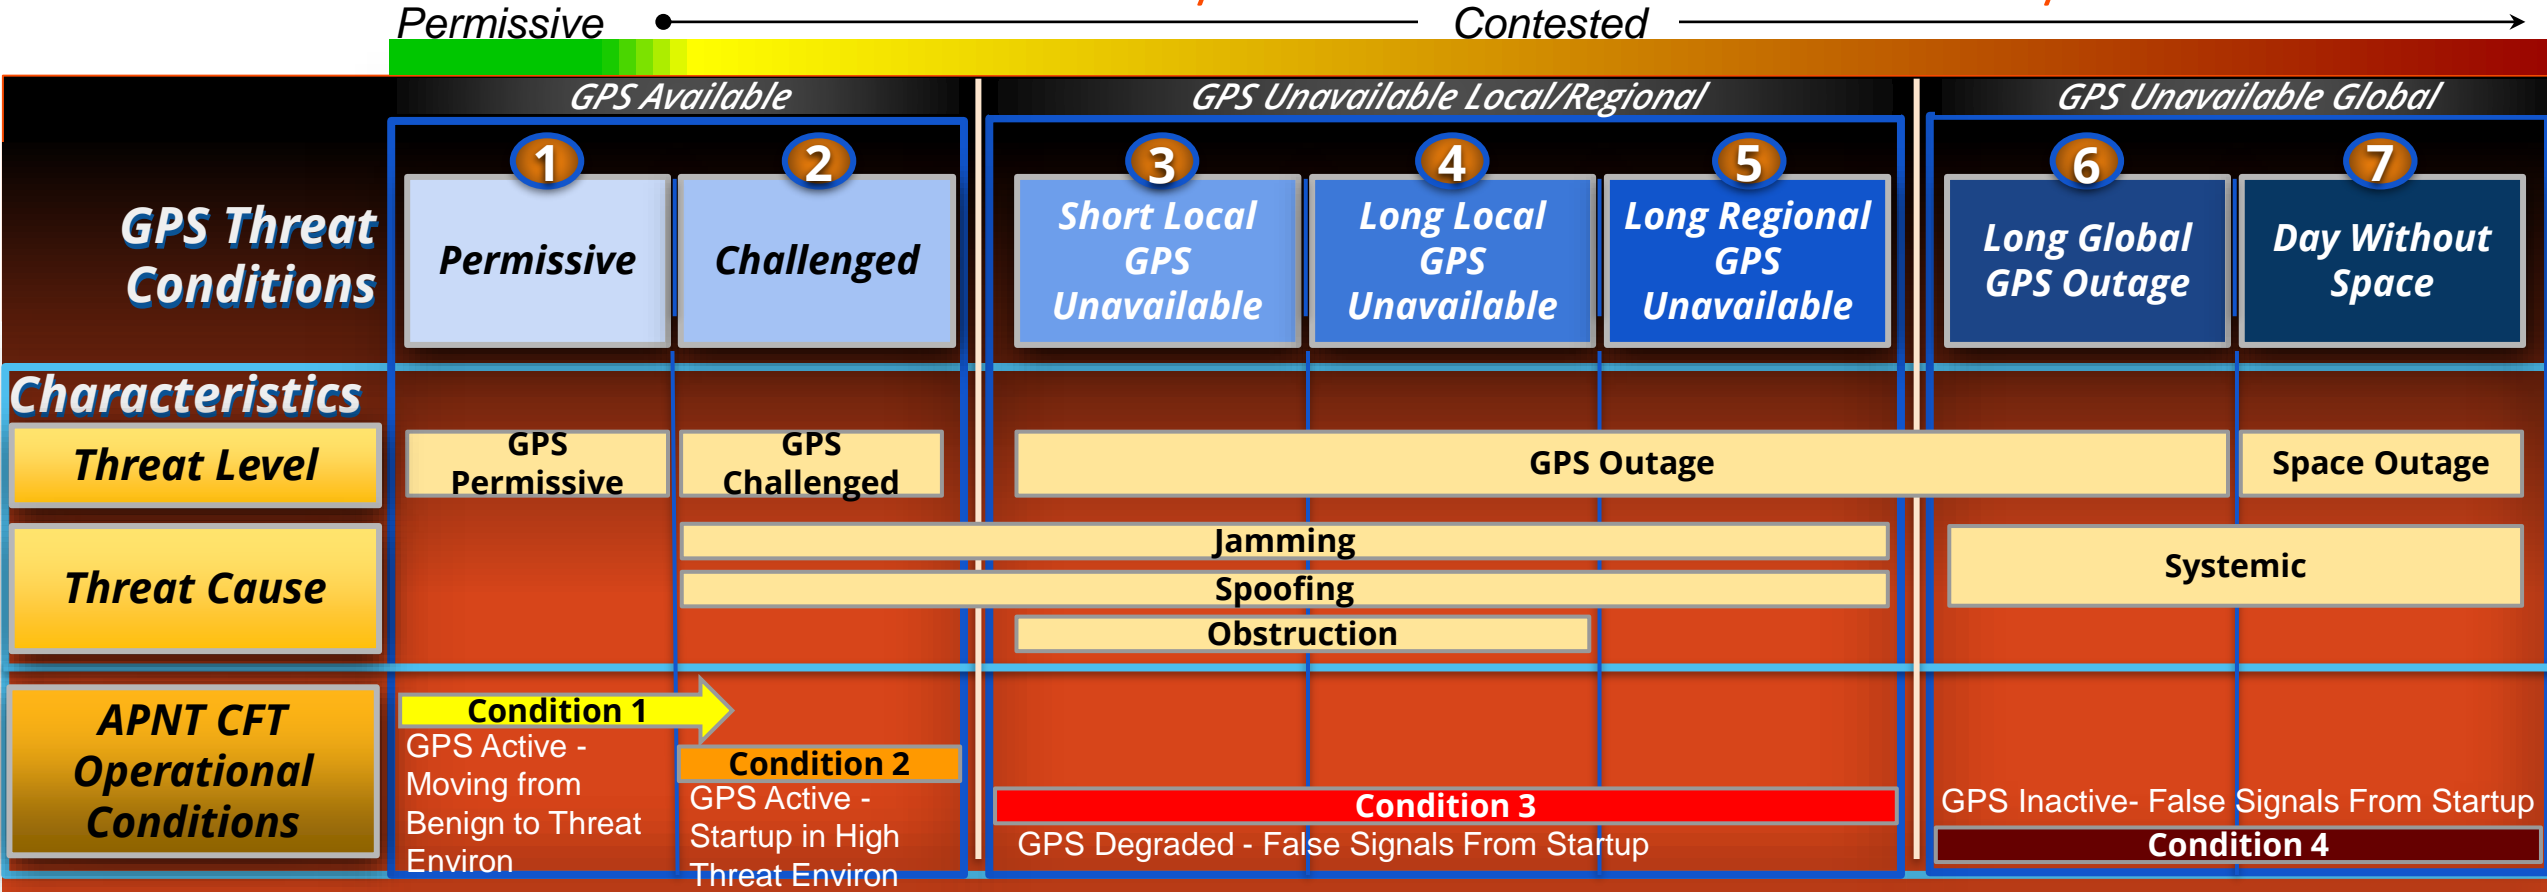 Permissive
Contested
GPS Available
GPS Unavailable Local/Regional
GPS Unavailable Global
1
2
3
4
5
6
7
GPS Threat
Conditions
Permissive
Challenged
Short Local
GPS
Unavailable
Long Local
GPS
Unavailable
Long Regional
GPS
Unavailable
Long Global
GPS Outage
Day Without
Space
Characteristics
Threat Level
GPS
Permissive
GPS
Challenged
GPS Outage
Space Outage
Threat Cause
Jamming
Spoofing
Obstruction
Systemic
APNT CFT
Operational
Conditions
Condition 1
GPS Active -
Moving from
Benign to Threat
Environ
Condition 2
GPS Active -
Startup in High
Threat Environ
Condition 3
GPS Degraded - False Signals From Startup
GPS Inactive- False Signals From Startup
Condition 4